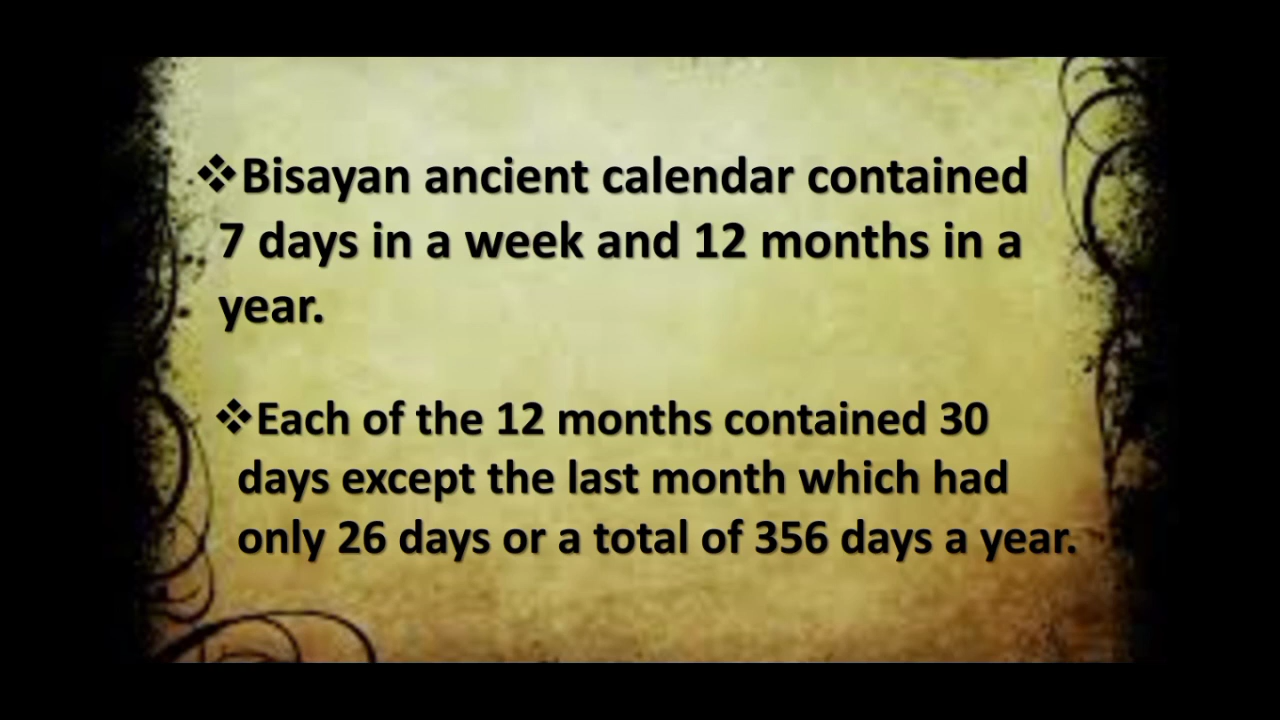 ❖Bisayan ancient calendar contained
7 days in a week and 12 months in a
year.
❖Each of the 12 months contained 30
days except the last month which had
only 26 days or a total of 356 days a year.